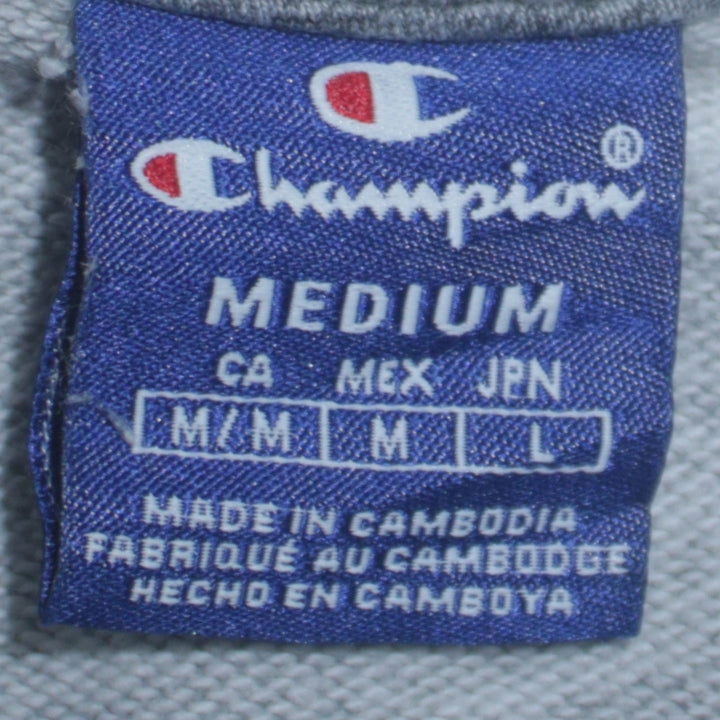 Champion®
MEDIUM
CA MEX JPN
M/M M L
MADE IN CAMBODIA
FABRIQUÉ AU CAMBODGE
HECHO EN CAMBOYA